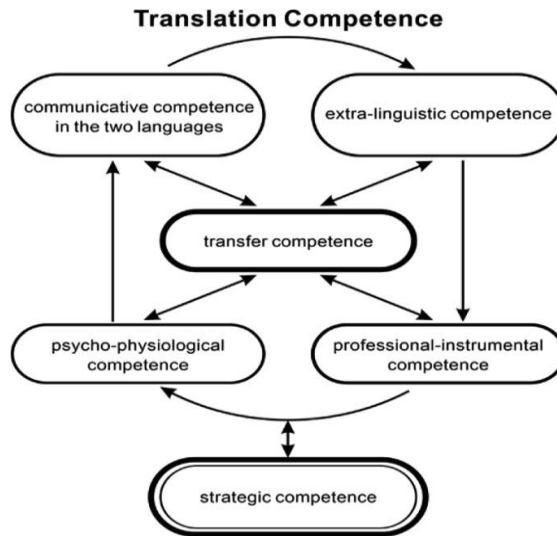 Translation Competence
communicative competence
in the two languages
extra-linguistic competence
transfer competence
psycho-physiological
competence
professional-instrumental
competence
strategic competence